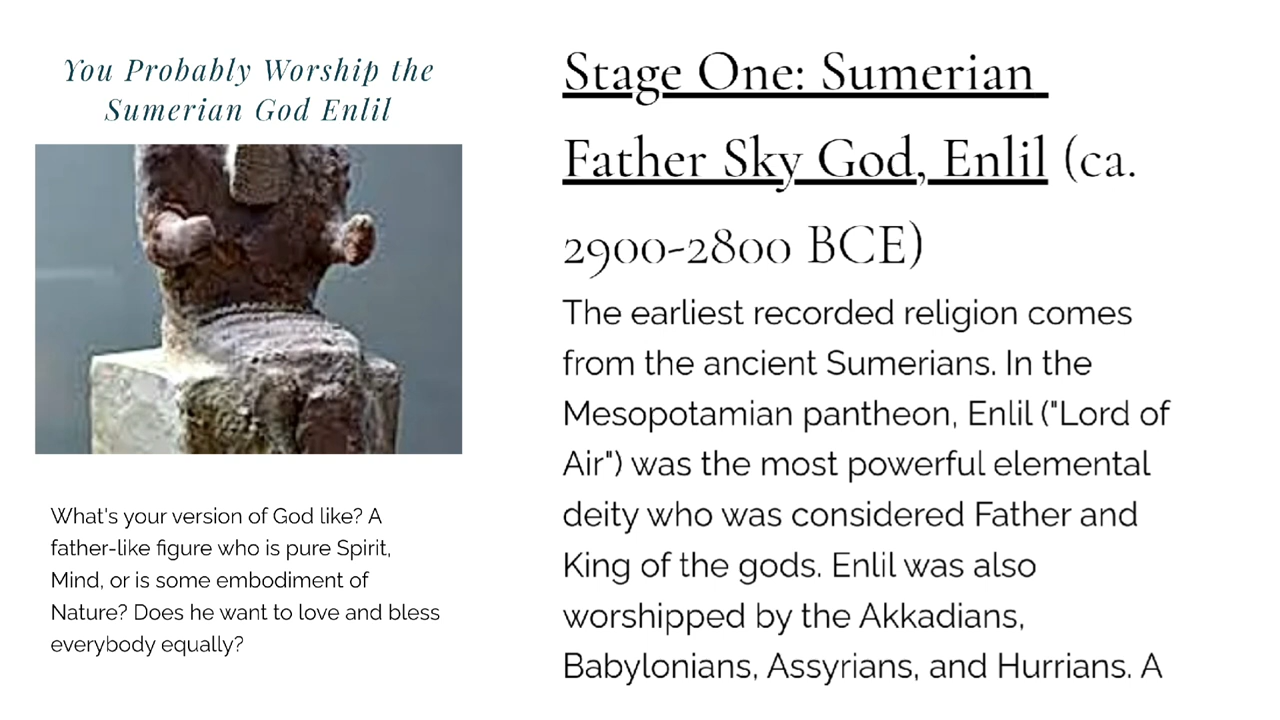 You Probably Worship the
Sumerian God Enlil
What's your version of God like? A
father-like figure who is pure Spirit,
Mind, or is some embodiment of
Nature? Does he want to love and bless
everybody equally?
Stage One: Sumerian
Father Sky God, Enlil (ca.
2900-2800 BCE)
The earliest recorded religion comes
from the ancient Sumerians. In the
Mesopotamian pantheon, Enlil ("Lord of
Air") was the most powerful elemental
deity who was considered Father and
King of the gods. Enlil was also
worshipped by the Akkadians,
Babylonians, Assyrians, and Hurrians. A